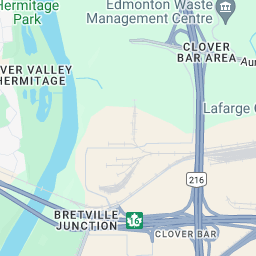 Hermitage
Park
Edmonton Waste
Management Centre
CLOVER
BAR AREA
Au
VER VALLEY
HERMITAGE
Lafarge
216
BRETVILLE
JUNCTION
16
CLOVER BAR